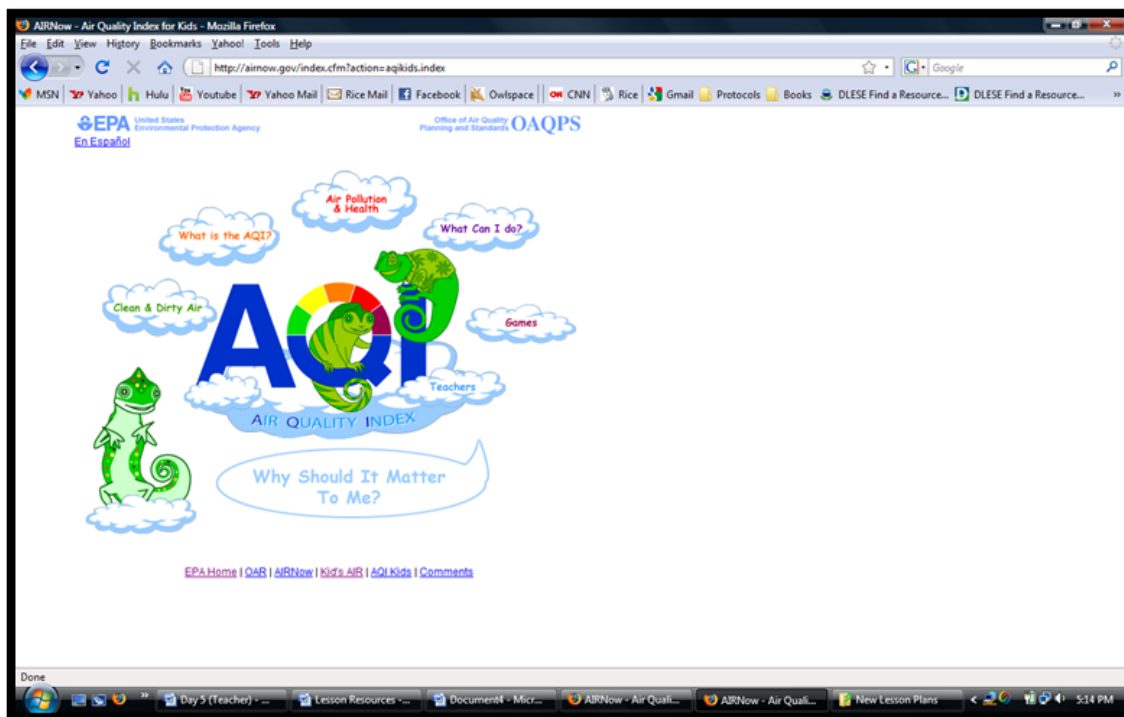 AIRNow - Air Quality Index for Kids - Mozilla Firefox
File Edit View History Bookmarks Yahoo! Tools Help
http://airnow.gov/index.cfm?action=aqikids.index
Google
MSN Yahoo Hulu Youtube Yahoo Mail Rice Mail Facebook Owlspace CNN Rice Gmail Protocols Books DLESE Find a Resource... DLESE Find a Resource... »
EPA United States
Environmental Protection Agency
Office of Air Quality
Planning and Standards OAQPS
En Español
Air Pollution
& Health
What is the AQI?
What Can I do?
Clean & Dirty Air
Games
AQI
Teachers
AIR QUALITY INDEX
Why Should It Matter
To Me?
EPA Home | OAR | AIRNow | Kid's AIR | AQI Kids | Comments
Done
Day 5 (Teacher) - ... Lesson Resources -... Document4 - Micr... AIRNow - Air Quali... AIRNow - Air Quali... New Lesson Plans 5:14 PM